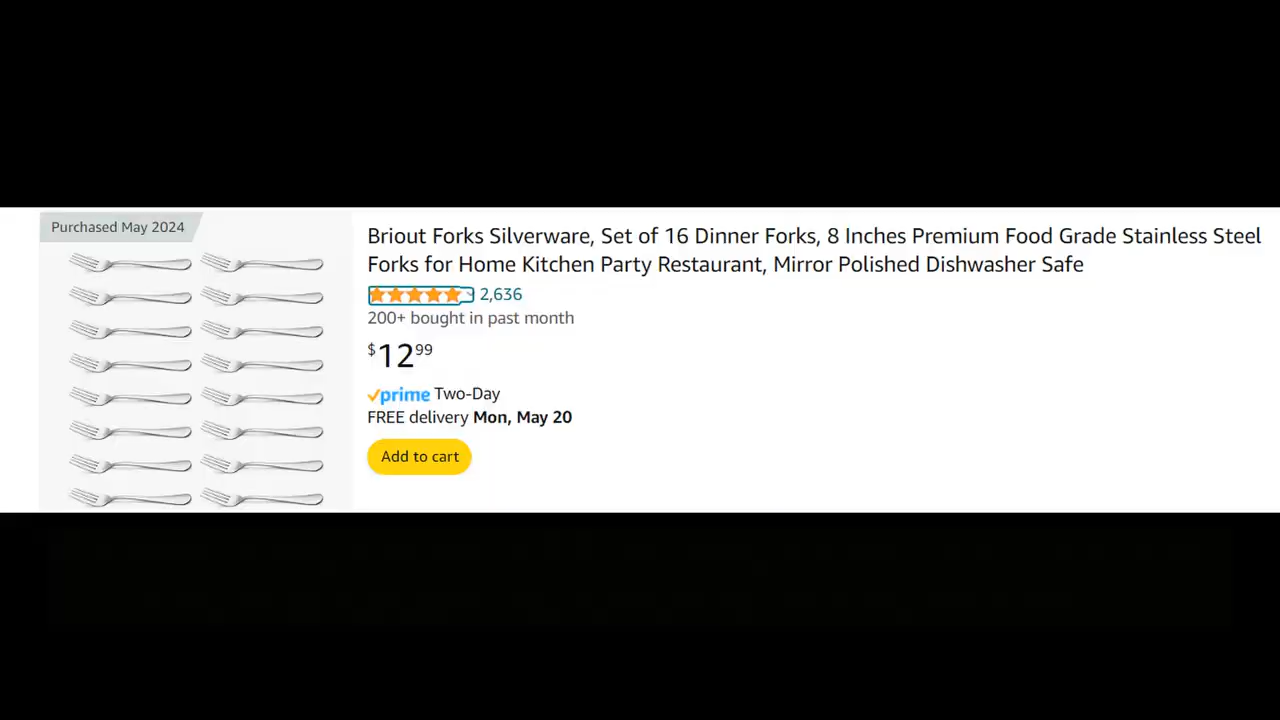 Purchased May 2024
Briout Forks Silverware, Set of 16 Dinner Forks, 8 Inches Premium Food Grade Stainless Steel
Forks for Home Kitchen Party Restaurant, Mirror Polished Dishwasher Safe
2,636
200+ bought in past month
$12.99
prime Two-Day
FREE delivery Mon, May 20
Add to cart